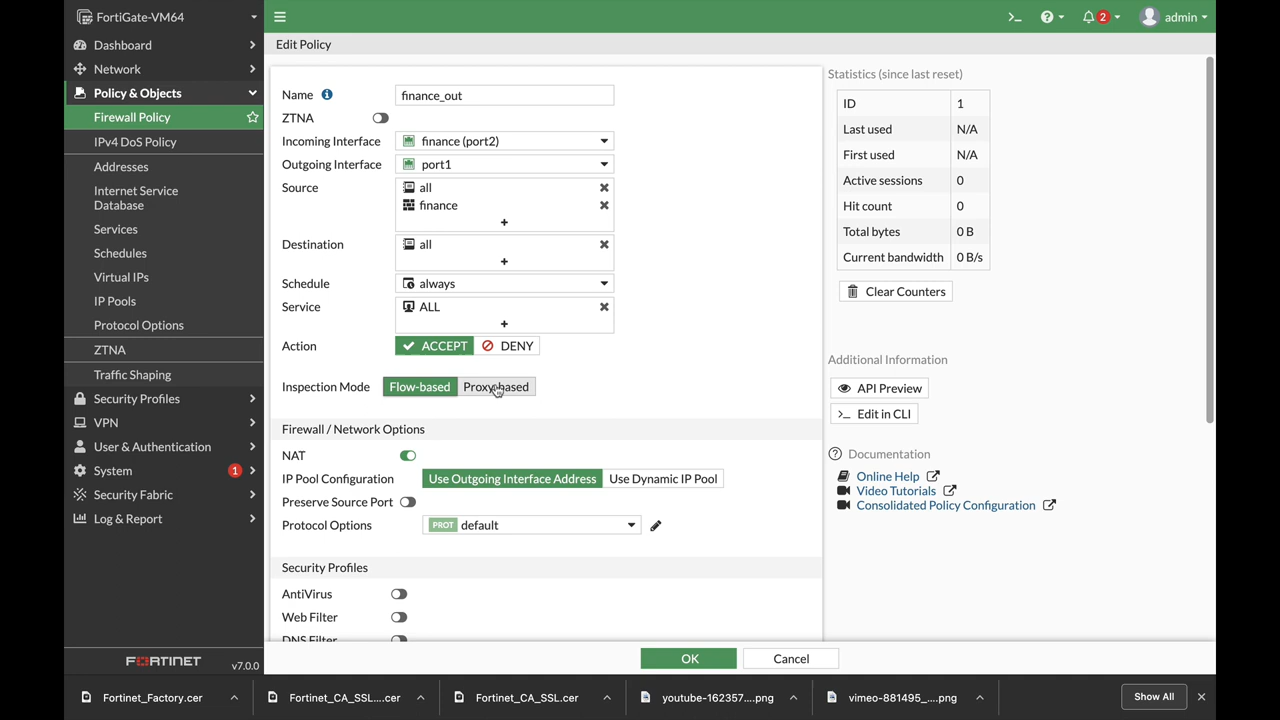 FortiGate-VM64
2
admin
Dashboard
Network
Policy & Objects
Firewall Policy
IPv4 DoS Policy
Addresses
Internet Service
Database
Services
Schedules
Virtual IPs
IP Pools
Protocol Options
ZTNA
Traffic Shaping
Security Profiles
VPN
User & Authentication
System 1
Security Fabric
Log & Report
FORTINET v7.0.0
Edit Policy
Name finance_out
ZTNA
Incoming Interface finance (port2)
Outgoing Interface port1
Source all
finance
Destination all
Schedule always
Service ALL
Action ACCEPT DENY
Inspection Mode Flow-based Proxy-based
Firewall / Network Options
NAT
IP Pool Configuration Use Outgoing Interface Address Use Dynamic IP Pool
Preserve Source Port
Protocol Options PROT default
Security Profiles
AntiVirus
Web Filter
DNS Filter
OK Cancel
Statistics (since last reset)
ID 1
Last used N/A
First used N/A
Active sessions 0
Hit count 0
Total bytes 0 B
Current bandwidth 0 B/s
Clear Counters
Additional Information
API Preview
>_ Edit in CLI
Documentation
Online Help
Video Tutorials
Consolidated Policy Configuration
Fortinet_Factory.cer Fortinet_CA_SSL....cer Fortinet_CA_SSL.cer youtube-162357....png vimeo-881495_....png Show All